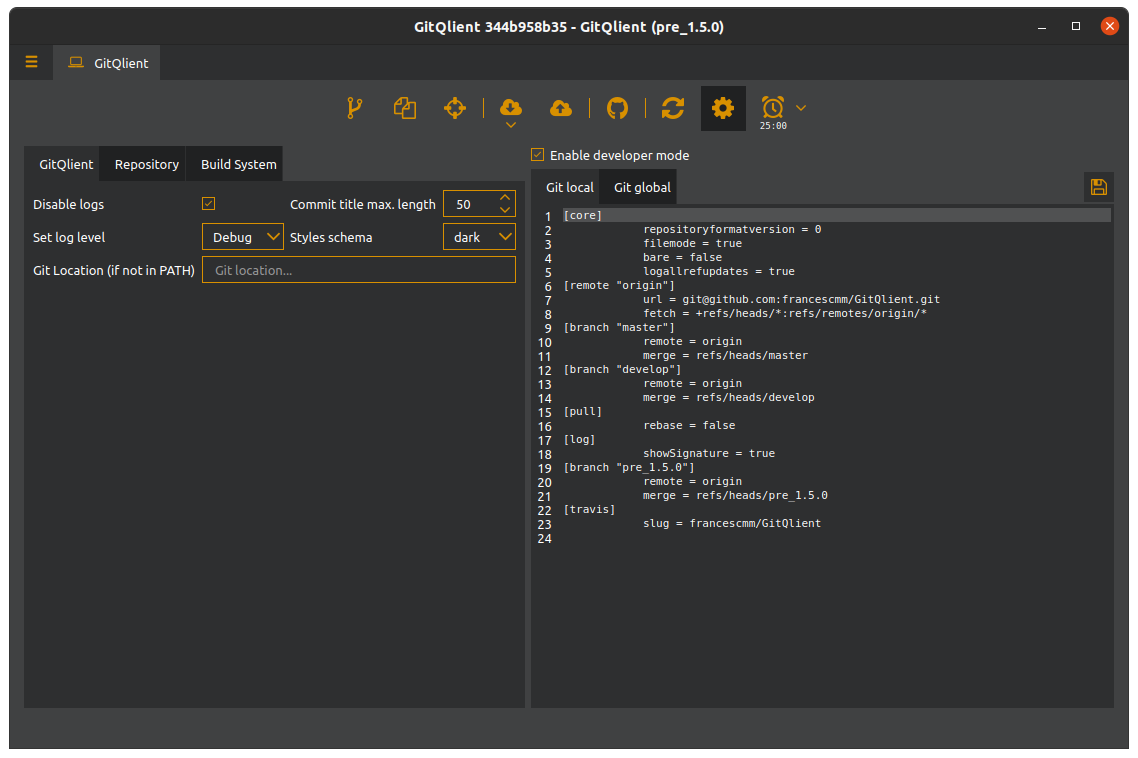 GitQlient 344b958b35 - GitQlient (pre_1.5.0)
GitQlient
25:00
GitQlient Repository Build System
Disable logs Commit title max. length 50
Set log level Debug Styles schema dark
Git Location (if not in PATH) Git location...
Enable developer mode
Git local Git global
1 [core]
2 repositoryformatversion = 0
3 filemode = true
4 bare = false
5 logallrefupdates = true
6 [remote "origin"]
7 url = git@github.com:francescmm/GitQlient.git
8 fetch = +refs/heads/*:refs/remotes/origin/*
9 [branch "master"]
10 remote = origin
11 merge = refs/heads/master
12 [branch "develop"]
13 remote = origin
14 merge = refs/heads/develop
15 [pull]
16 rebase = false
17 [log]
18 showSignature = true
19 [branch "pre_1.5.0"]
20 remote = origin
21 merge = refs/heads/pre_1.5.0
22 [travis]
23 slug = francescmm/GitQlient
24